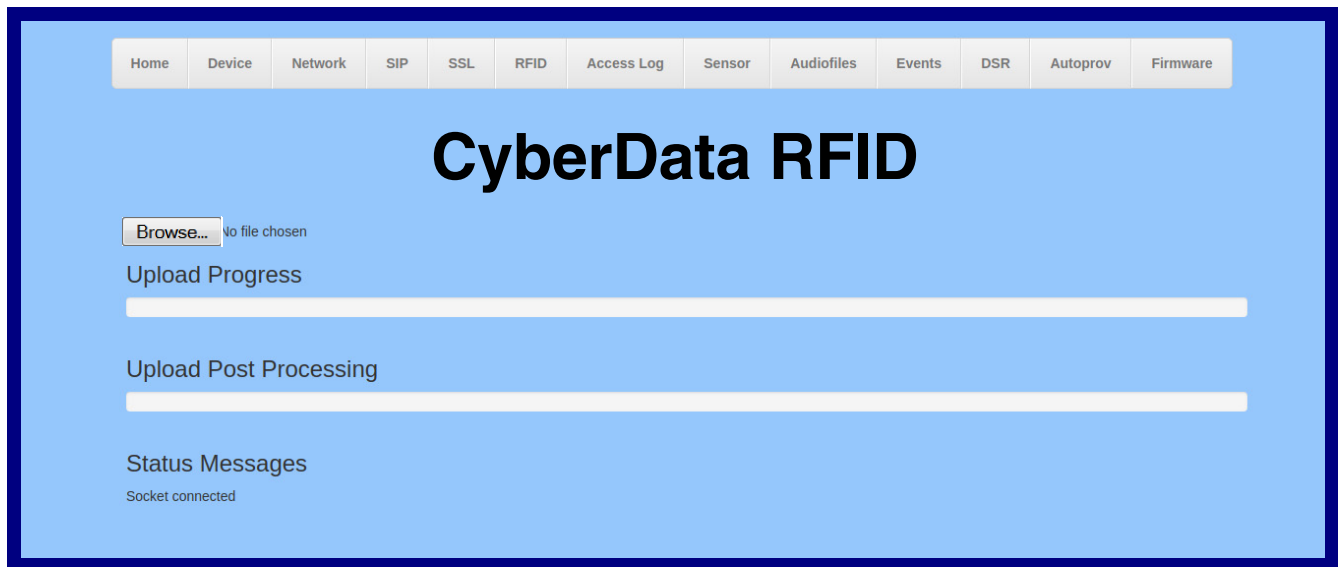 Home Device Network SIP SSL RFID Access Log Sensor Audiofiles Events DSR Autoprov Firmware
CyberData RFID
Browse... No file chosen
Upload Progress
Upload Post Processing
Status Messages
Socket connected